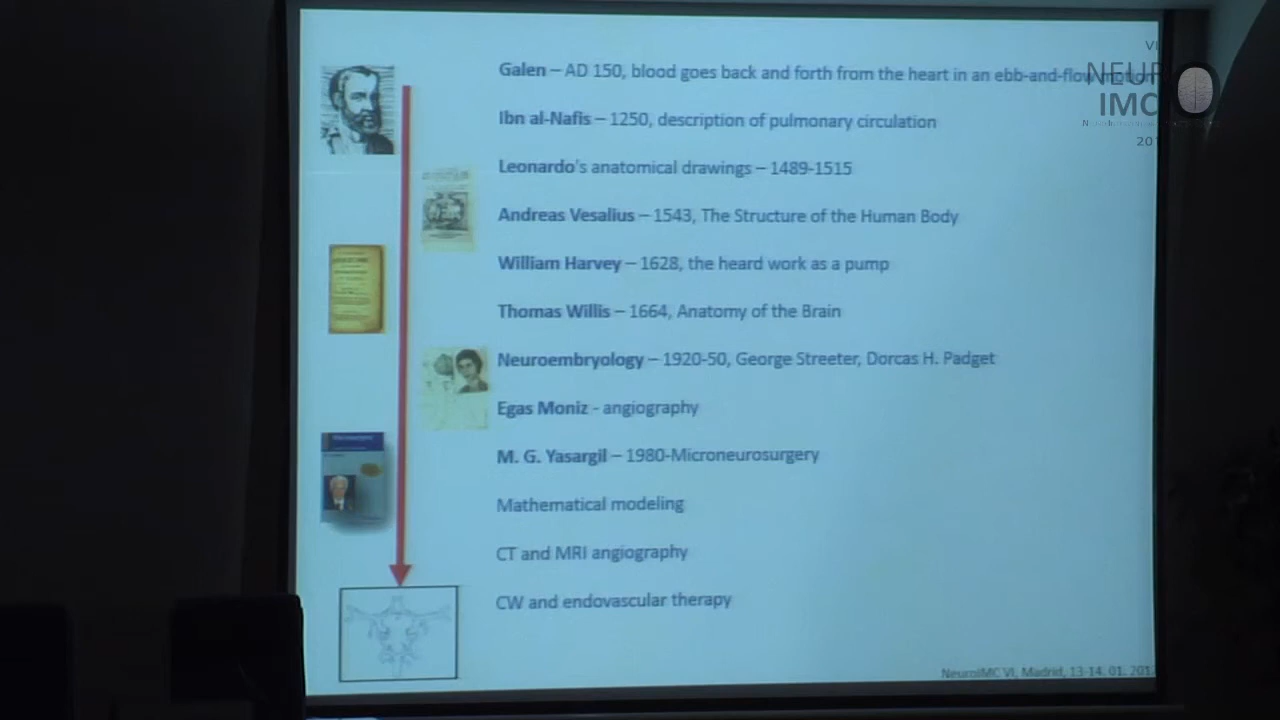 Galen – AD 150, blood goes back and forth from the heart in an ebb-and-flow motion
VI
NEUR
IMC
20
Ibn al-Nafis – 1250, description of pulmonary circulation
Leonardo's anatomical drawings – 1489-1515
Andreas Vesalius – 1543, The Structure of the Human Body
William Harvey – 1628, the heard work as a pump
Thomas Willis – 1664, Anatomy of the Brain
Neuroembryology – 1920-50, George Streeter, Dorcas H. Padget
Egas Moniz - angiography
M. G. Yasargil – 1980-Microneurosurgery
Mathematical modeling
CT and MRI angiography
CW and endovascular therapy
NeuroIMC VI, Madrid, 13-14. 01. 201